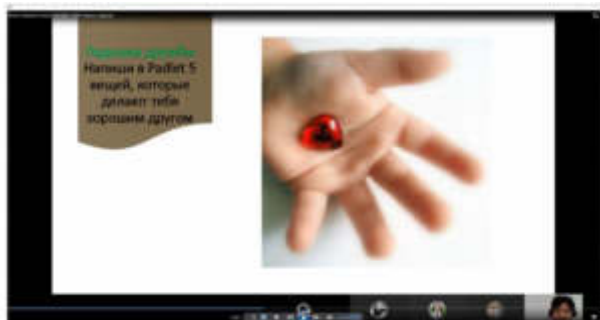 Напиши в Padlet 5
вещей, которые
делают тебя
хорошим другом